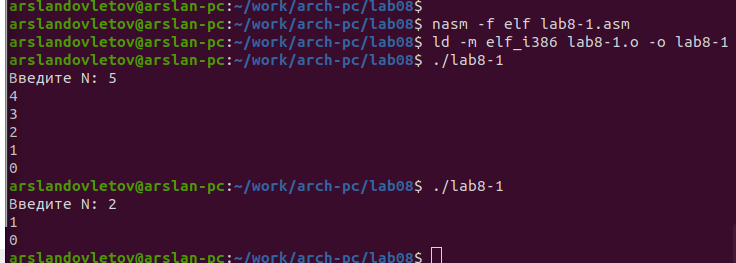 arslandovletov@arslan-pc:~/work/arch-pc/lab08$
arslandovletov@arslan-pc:~/work/arch-pc/lab08$ nasm -f elf lab8-1.asm
arslandovletov@arslan-pc:~/work/arch-pc/lab08$ ld -m elf_i386 lab8-1.o -o lab8-1
arslandovletov@arslan-pc:~/work/arch-pc/lab08$ ./lab8-1
Введите N: 5
4
3
2
1
0
arslandovletov@arslan-pc:~/work/arch-pc/lab08$ ./lab8-1
Введите N: 2
1
0
arslandovletov@arslan-pc:~/work/arch-pc/lab08$